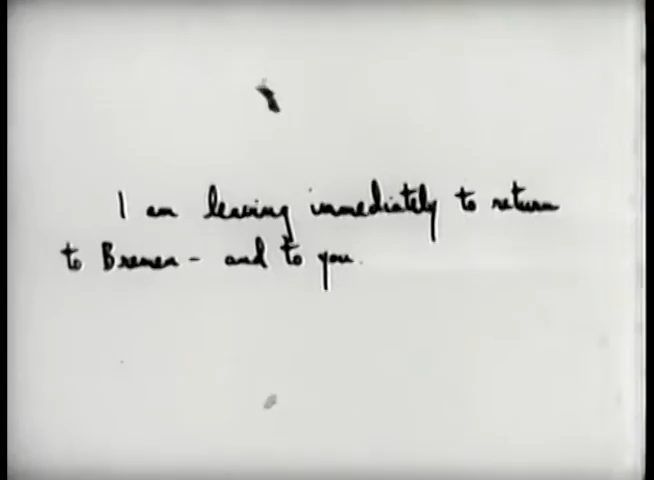 I am leaving immediately to return
to Bremen - and to you.